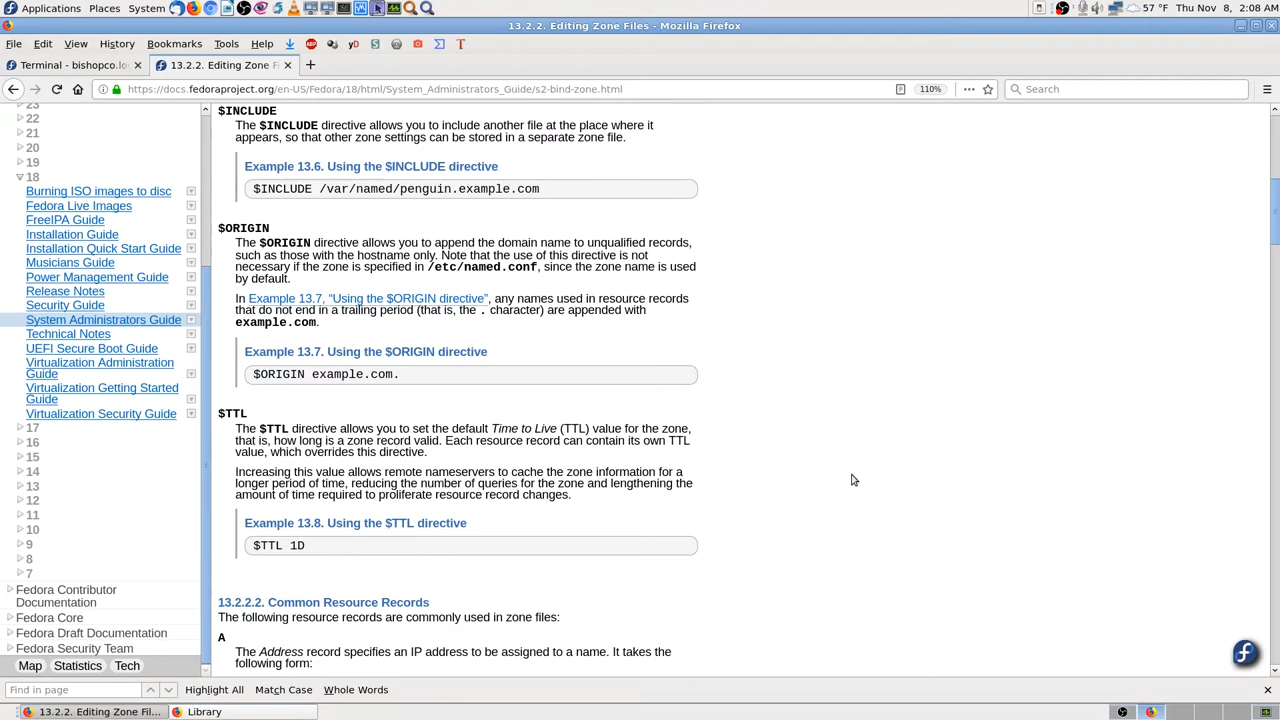 Applications Places System 57 °F Thu Nov 8, 2:08 AM
13.2.2. Editing Zone Files - Mozilla Firefox
File Edit View History Bookmarks Tools Help
Terminal - bishopco.lo
13.2.2. Editing Zone F
https://docs.fedoraproject.org/en-US/Fedora/18/html/System_Administrators_Guide/s2-bind-zone.html
110%
Search
23
22
21
20
19
18
Burning ISO images to disc
Fedora Live Images
FreeIPA Guide
Installation Guide
Installation Quick Start Guide
Musicians Guide
Power Management Guide
Release Notes
Security Guide
System Administrators Guide
Technical Notes
UEFI Secure Boot Guide
Virtualization Administration
Guide
Virtualization Getting Started
Guide
Virtualization Security Guide
17
16
15
14
13
12
11
10
9
8
7
Fedora Contributor
Documentation
Fedora Core
Fedora Draft Documentation
Fedora Security Team
Map Statistics Tech
$INCLUDE
The $INCLUDE directive allows you to include another file at the place where it
appears, so that other zone settings can be stored in a separate zone file.
Example 13.6. Using the $INCLUDE directive
$INCLUDE /var/named/penguin.example.com
$ORIGIN
The $ORIGIN directive allows you to append the domain name to unqualified records,
such as those with the hostname only. Note that the use of this directive is not
necessary if the zone is specified in /etc/named.conf, since the zone name is used
by default.
In Example 13.7, “Using the $ORIGIN directive”, any names used in resource records
that do not end in a trailing period (that is, the . character) are appended with
example.com.
Example 13.7. Using the $ORIGIN directive
$ORIGIN example.com.
$TTL
The $TTL directive allows you to set the default Time to Live (TTL) value for the zone,
that is, how long is a zone record valid. Each resource record can contain its own TTL
value, which overrides this directive.
Increasing this value allows remote nameservers to cache the zone information for a
longer period of time, reducing the number of queries for the zone and lengthening the
amount of time required to proliferate resource record changes.
Example 13.8. Using the $TTL directive
$TTL 1D
13.2.2.2. Common Resource Records
The following resource records are commonly used in zone files:
A
The Address record specifies an IP address to be assigned to a name. It takes the
following form:
Find in page
Highlight All Match Case Whole Words
13.2.2. Editing Zone Fil...
Library